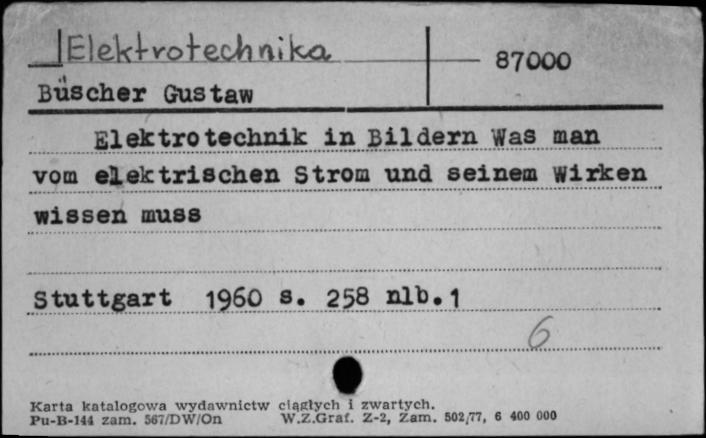 Elektrotechnika 87000
Büscher Gustaw
Elektrotechnik in Bildern Was man
vom elektrischen Strom und seinem Wirken
wissen muss
Stuttgart 1960 s. 258 nlb.1
6
Karta katalogowa wydawnictw ciągłych i zwartych.
Pu-B-144 zam. 567/DW/On W.Z.Graf. Z-2, Zam. 502/77, 6 400 000